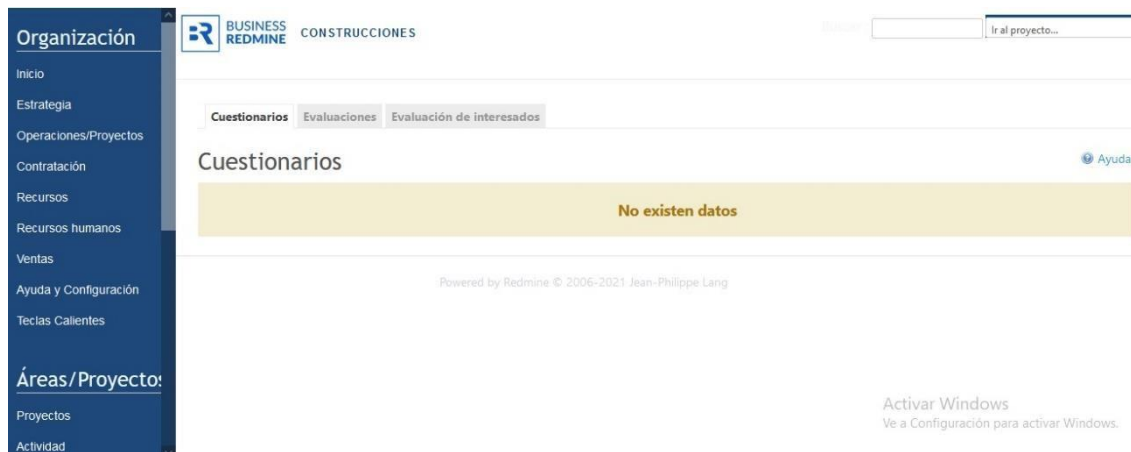 Organización
Inicio
Estrategia
Operaciones/Proyectos
Contratación
Recursos
Recursos humanos
Ventas
Ayuda y Configuración
Teclas Calientes
Áreas/Proyectos
Proyectos
Actividad
BUSINESS
REDMINE
CONSTRUCCIONES
Ir al proyecto...
Cuestionarios Evaluaciones Evaluación de interesados
Cuestionarios
Ayuda
No existen datos
Powered by Redmine © 2006-2021 Jean-Philippe Lang
Activar Windows
Ve a Configuración para activar Windows.